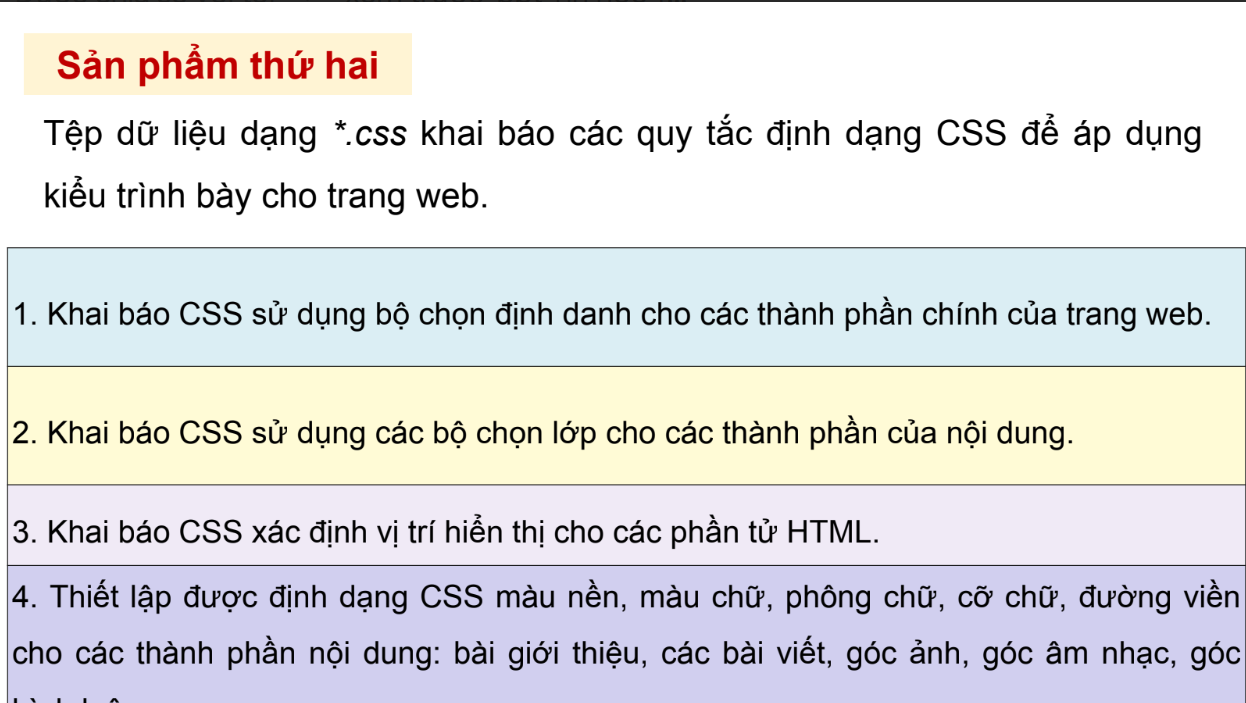 Sản phẩm thứ hai
Tệp dữ liệu dạng *.css khai báo các quy tắc định dạng CSS để áp dụng
kiểu trình bày cho trang web.
1. Khai báo CSS sử dụng bộ chọn định danh cho các thành phần chính của trang web.
2. Khai báo CSS sử dụng các bộ chọn lớp cho các thành phần của nội dung.
3. Khai báo CSS xác định vị trí hiển thị cho các phần tử HTML.
4. Thiết lập được định dạng CSS màu nền, màu chữ, phông chữ, cỡ chữ, đường viền
cho các thành phần nội dung: bài giới thiệu, các bài viết, góc ảnh, góc âm nhạc, góc